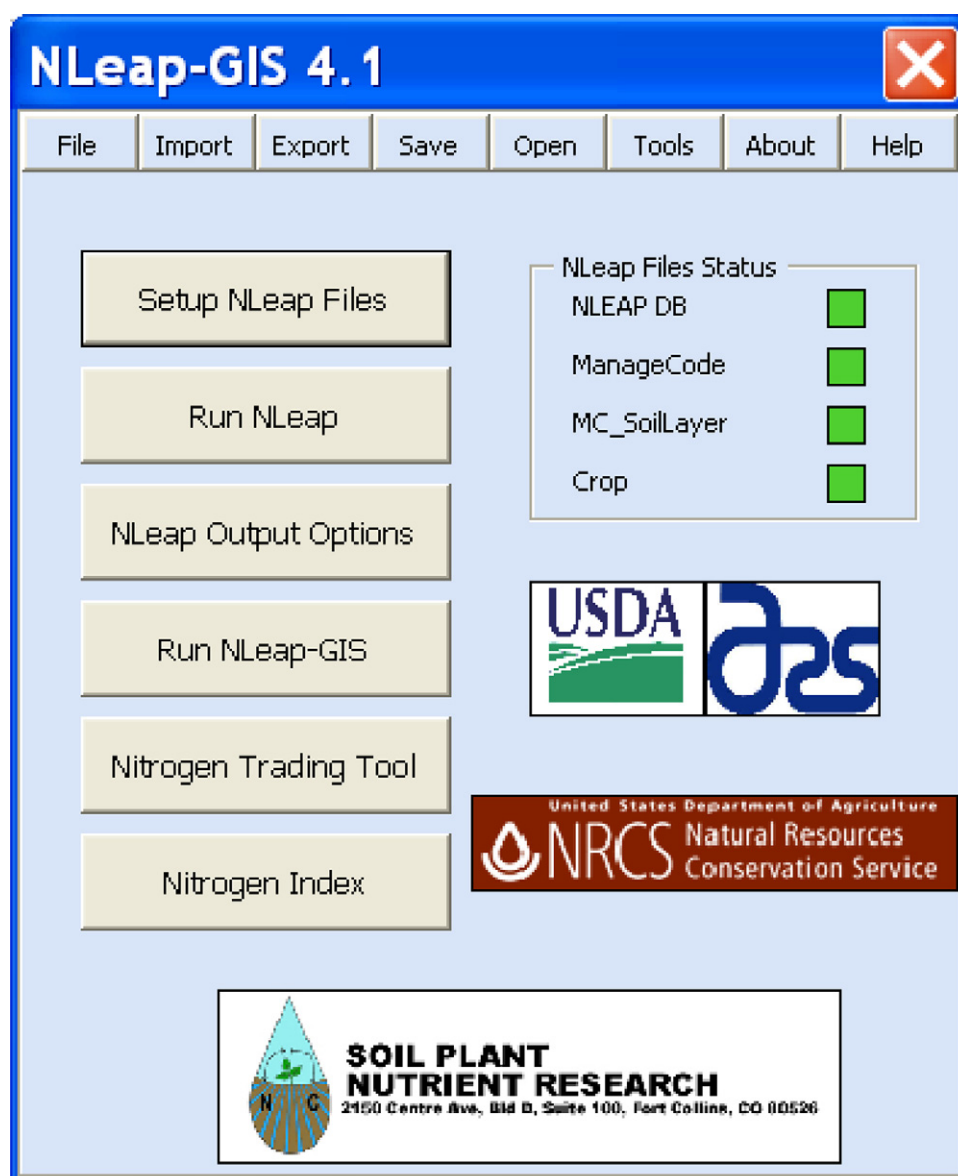 NLeap-GIS 4.1
File Import Export Save Open Tools About Help
Setup NLeap Files
Run NLeap
NLeap Output Options
Run NLeap-GIS
Nitrogen Trading Tool
Nitrogen Index
NLeap Files Status
NLEAP DB
ManageCode
MC_SoilLayer
Crop
USDA
ars
United States Department of Agriculture
NRCS Natural Resources
Conservation Service
N C
SOIL PLANT
NUTRIENT RESEARCH
2150 Centre Ave, Bld D, Suite 100, Fort Collins, CO 80526